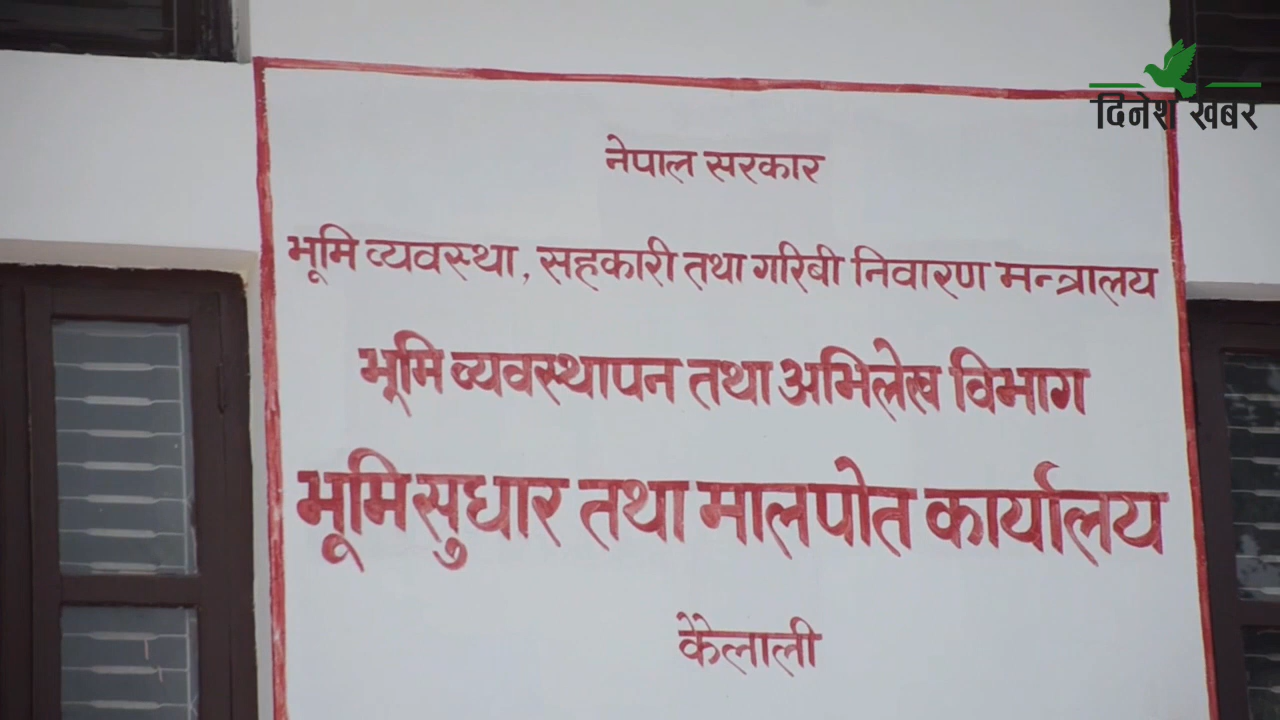 दिनेश खबर
नेपाल सरकार
भूमि व्यवस्था, सहकारी तथा गरिबी निवारण मन्त्रालय
भूमि व्यवस्थापन तथा अभिलेख विभाग
भूमिसुधार तथा मालपोत कार्यालय
कैलाली